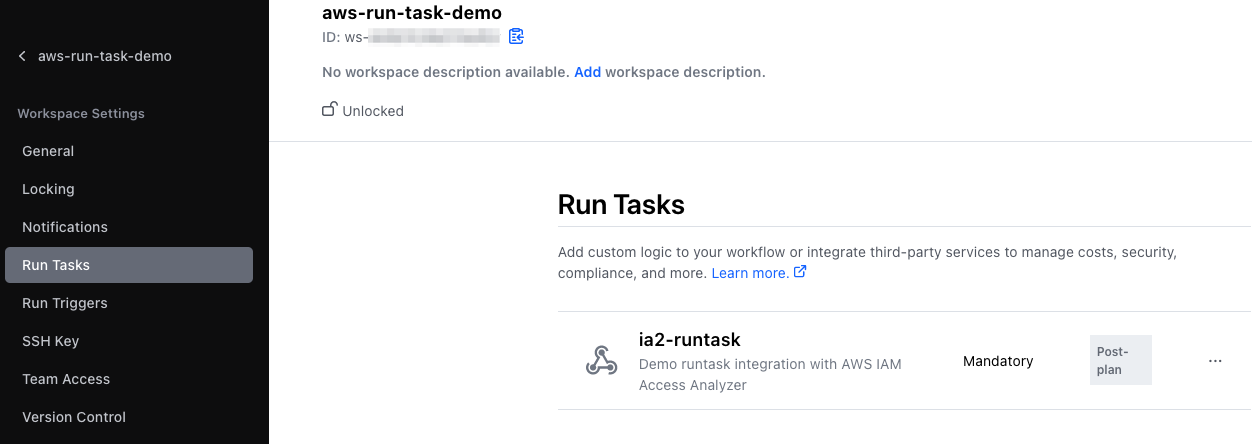 aws-run-task-demo
Workspace Settings
General
Locking
Notifications
Run Tasks
Run Triggers
SSH Key
Team Access
Version Control
aws-run-task-demo
ID: ws-
No workspace description available. Add workspace description.
Unlocked
Run Tasks
Add custom logic to your workflow or integrate third-party services to manage costs, security,
compliance, and more. Learn more.
ia2-runtask
Demo runtask integration with AWS IAM
Access Analyzer
Mandatory
Post-
plan